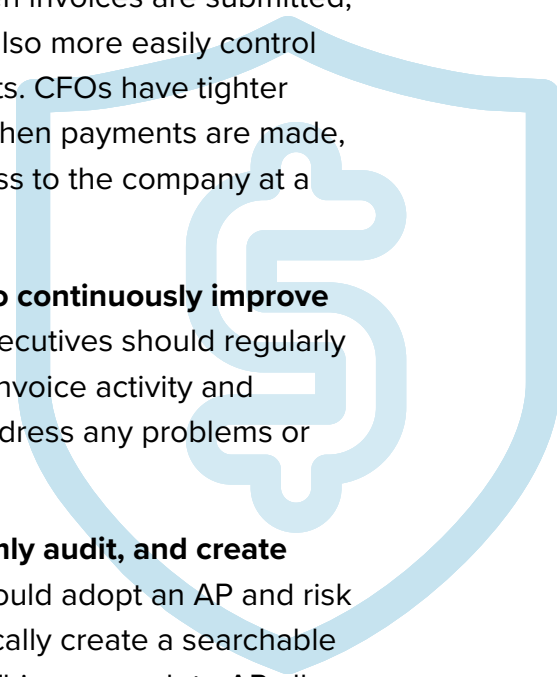 n invoices are submitted,
lso more easily control
ts. CFOs have tighter
hen payments are made,
ss to the company at a
o continuously improve
ecutives should regularly
nvoice activity and
dress any problems or
nly audit, and create
ould adopt an AP and risk
cally create a searchable